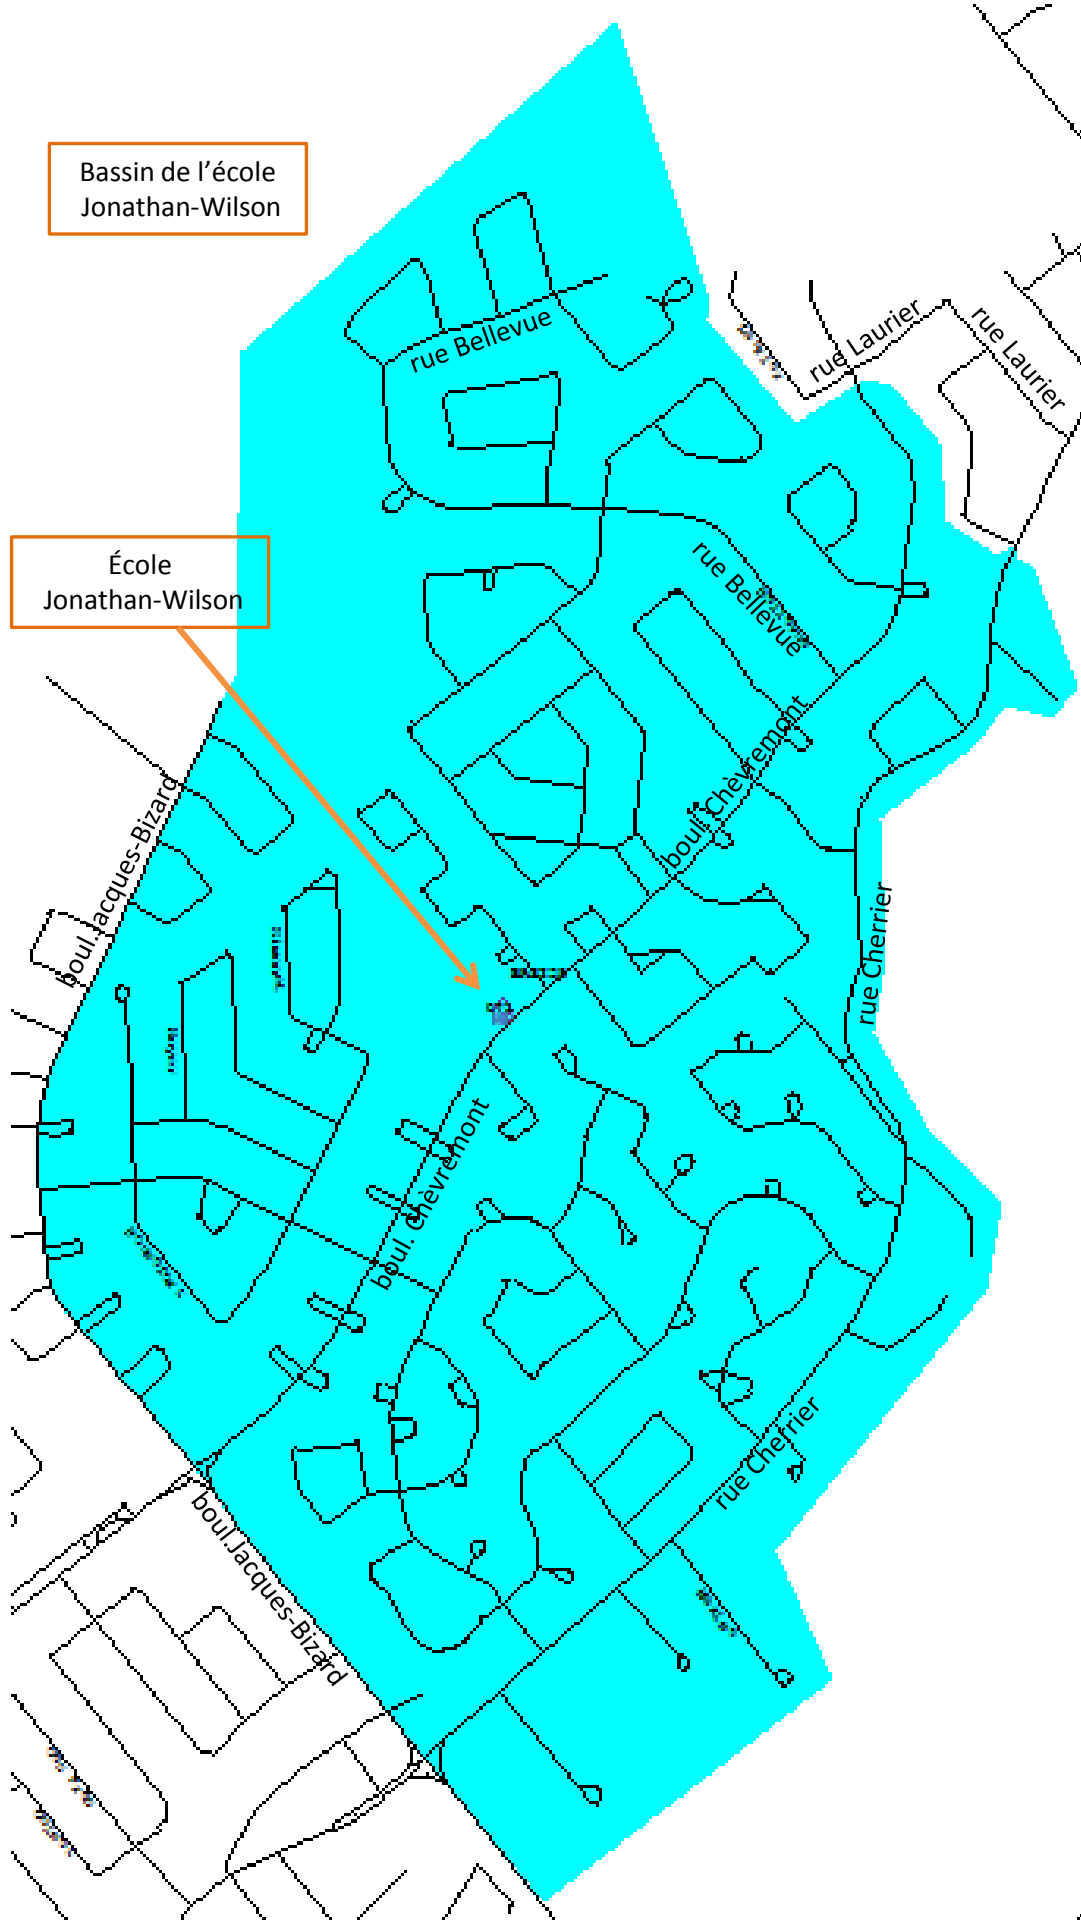 Bassin de l'école
Jonathan-Wilson
rue Bellevue
rue Laurier
rue Laurier
École
Jonathan-Wilson
rue Bellevue
boul. Chèvremont
boul.Jacques-Bizard
rue Cherrier
boul. Chèvremont
rue Cherrier
boul.Jacques-Bizard